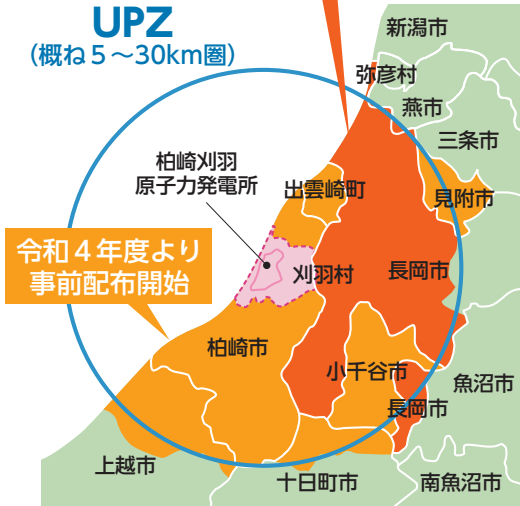 UPZ
(概ね5～30km圏)
新潟市
弥彦村
燕市
三条市
柏崎刈羽
原子力発電所
出雲崎町
見附市
令和4年度より
事前配布開始
刈羽村
長岡市
柏崎市
小千谷市
魚沼市
長岡市
上越市
十日町市
南魚沼市